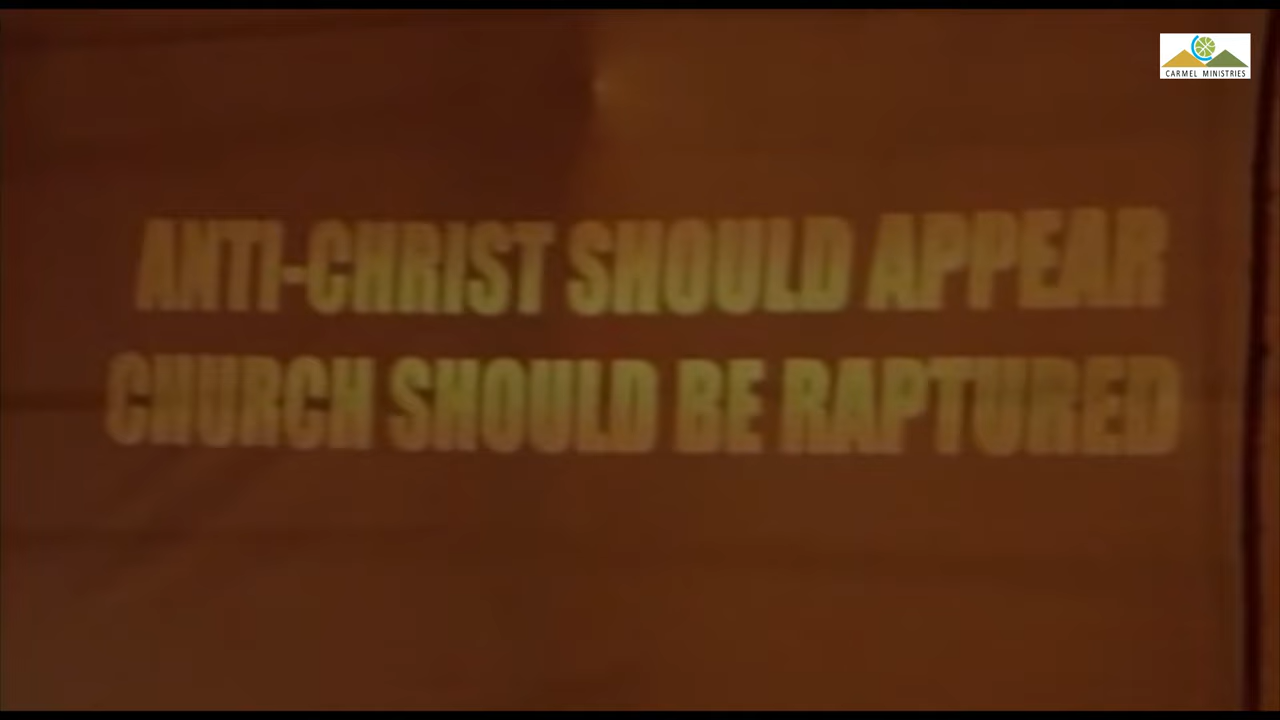 CARMEL MINISTRIES
ANTI-CHRIST SHOULD APPEAR
CHURCH SHOULD BE RAPTURED